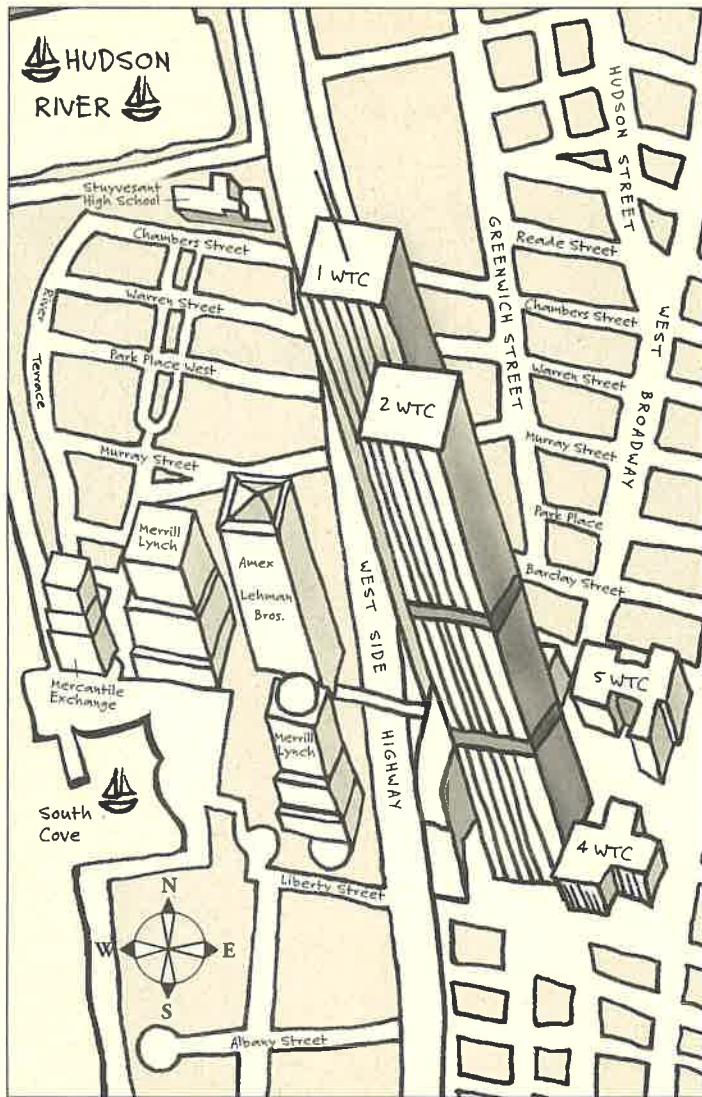 HUDSON
RIVER
HUDSON STREET
Stuyvesant
High School
Chambers Street
1 WTC
GREENWICH STREET
Reade Street
River Terrace
Warren Street
Chambers Street
WEST BROADWAY
Park Place West
Warren Street
2 WTC
Murray Street
Murray Street
Park Place
Merrill
Lynch
Amex
Lehman
Bros.
WEST SIDE HIGHWAY
Barclay Street
5 WTC
Mercantile
Exchange
Merrill
Lynch
South
Cove
4 WTC
Liberty Street
N
W
E
S
Albany Street